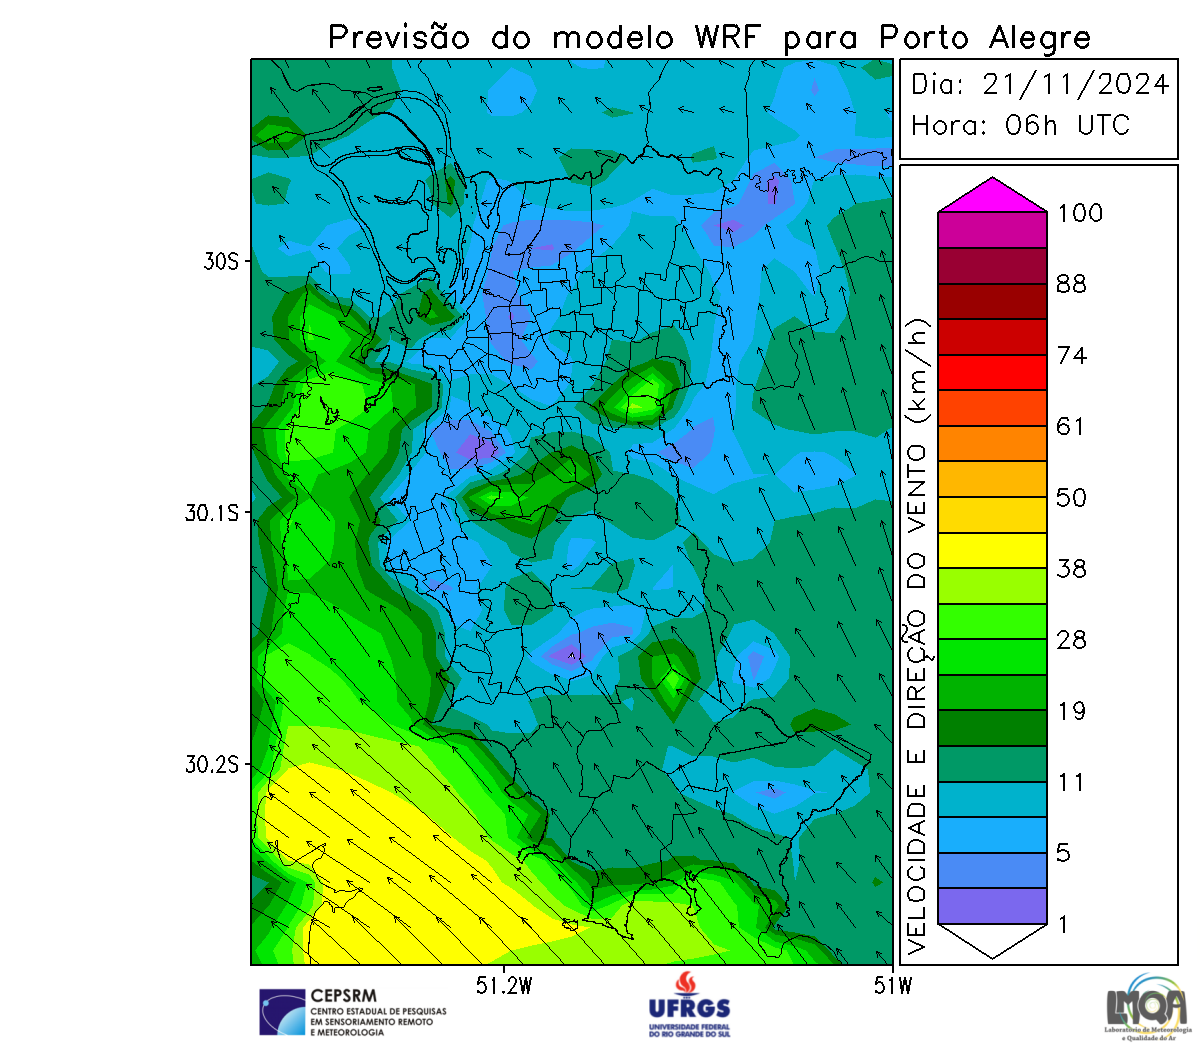 Previsão do modelo WRF para Porto Alegre
Dia: 21/11/2024
Hora: 06h UTC
100
88
74
61
50
38
28
19
11
5
1
VELOCIDADE E DIREÇÃO DO VENTO (km/h)
30S
30.1S
30.2S
51.2W
51W
CEPSRM
CENTRO ESTADUAL DE PESQUISAS
EM SENSORIAMENTO REMOTO
E METEOROLOGIA
UFRGS
UNIVERSIDADE FEDERAL
DO RIO GRANDE DO SUL
LMQA
Laboratório de Meteorologia
e Qualidade do Ar